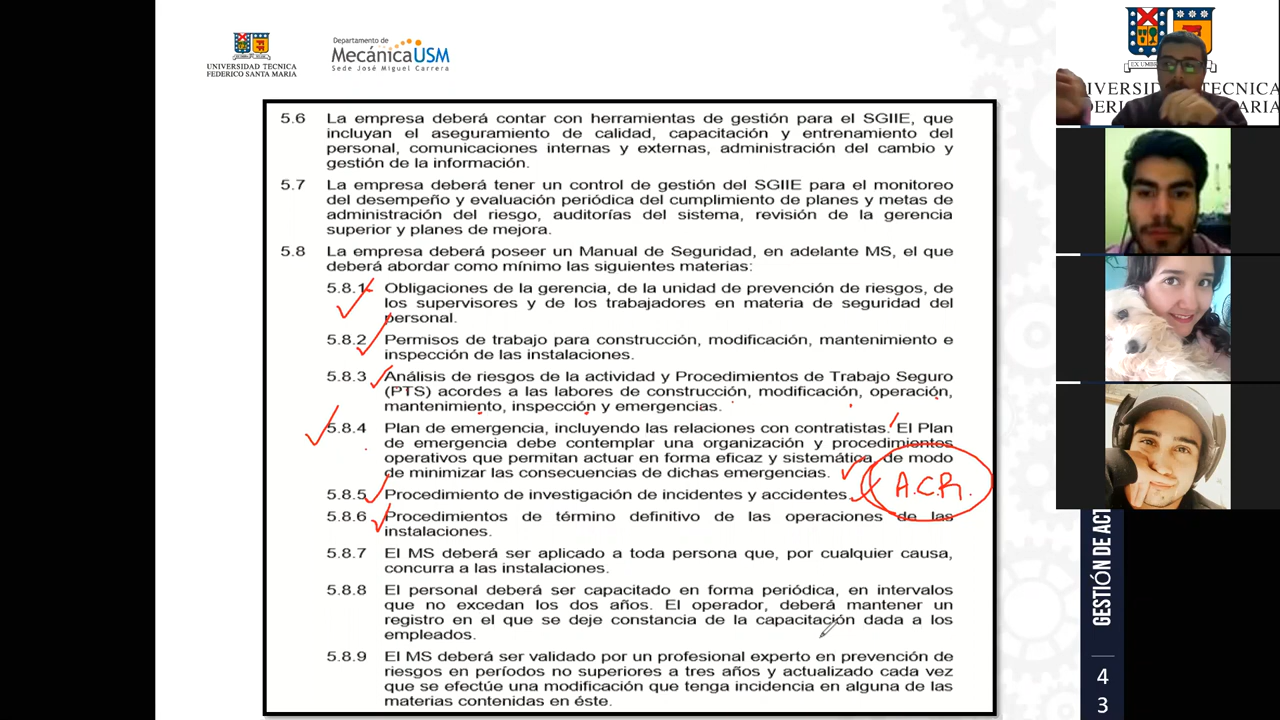 UNIVERSIDAD TECNICA
FEDERICO SANTA MARIA
Departamento de
MecánicaUSM
Sede José Miguel Carrera
5.6 La empresa deberá contar con herramientas de gestión para el SGIIE, que
incluyan el aseguramiento de calidad, capacitación y entrenamiento del
personal, comunicaciones internas y externas, administración del cambio y
gestión de la información.
5.7 La empresa deberá tener un control de gestión del SGIIE para el monitoreo
del desempeño y evaluación periódica del cumplimiento de planes y metas de
administración del riesgo, auditorías del sistema, revisión de la gerencia
superior y planes de mejora.
5.8 La empresa deberá poseer un Manual de Seguridad, en adelante MS, el que
deberá abordar como mínimo las siguientes materias:
5.8.1 Obligaciones de la gerencia, de la unidad de prevención de riesgos, de
los supervisores y de los trabajadores en materia de seguridad del
personal.
5.8.2 Permisos de trabajo para construcción, modificación, mantenimiento e
inspección de las instalaciones.
5.8.3 Análisis de riesgos de la actividad y Procedimientos de Trabajo Seguro
(PTS) acordes a las labores de construcción, modificación, operación,
mantenimiento, inspección y emergencias.
5.8.4 Plan de emergencia, incluyendo las relaciones con contratistas. El Plan
de emergencia debe contemplar una organización y procedimientos
operativos que permitan actuar en forma eficaz y sistemática, de modo
de minimizar las consecuencias de dichas emergencias.
A.C.R.
5.8.5 Procedimiento de investigación de incidentes y accidentes.
5.8.6 Procedimientos de término definitivo de las operaciones de las
instalaciones.
5.8.7 El MS deberá ser aplicado a toda persona que, por cualquier causa,
concurra a las instalaciones.
5.8.8 El personal deberá ser capacitado en forma periódica, en intervalos
que no excedan los dos años. El operador, deberá mantener un
registro en el que se deje constancia de la capacitación dada a los
empleados.
5.8.9 El MS deberá ser validado por un profesional experto en prevención de
riesgos en períodos no superiores a tres años y actualizado cada vez
que se efectúe una modificación que tenga incidencia en alguna de las
materias contenidas en éste.
EX UMB
IVERSIDAD TECNICA
DERICO MARIA
GESTIÓN DE ACT
4
3